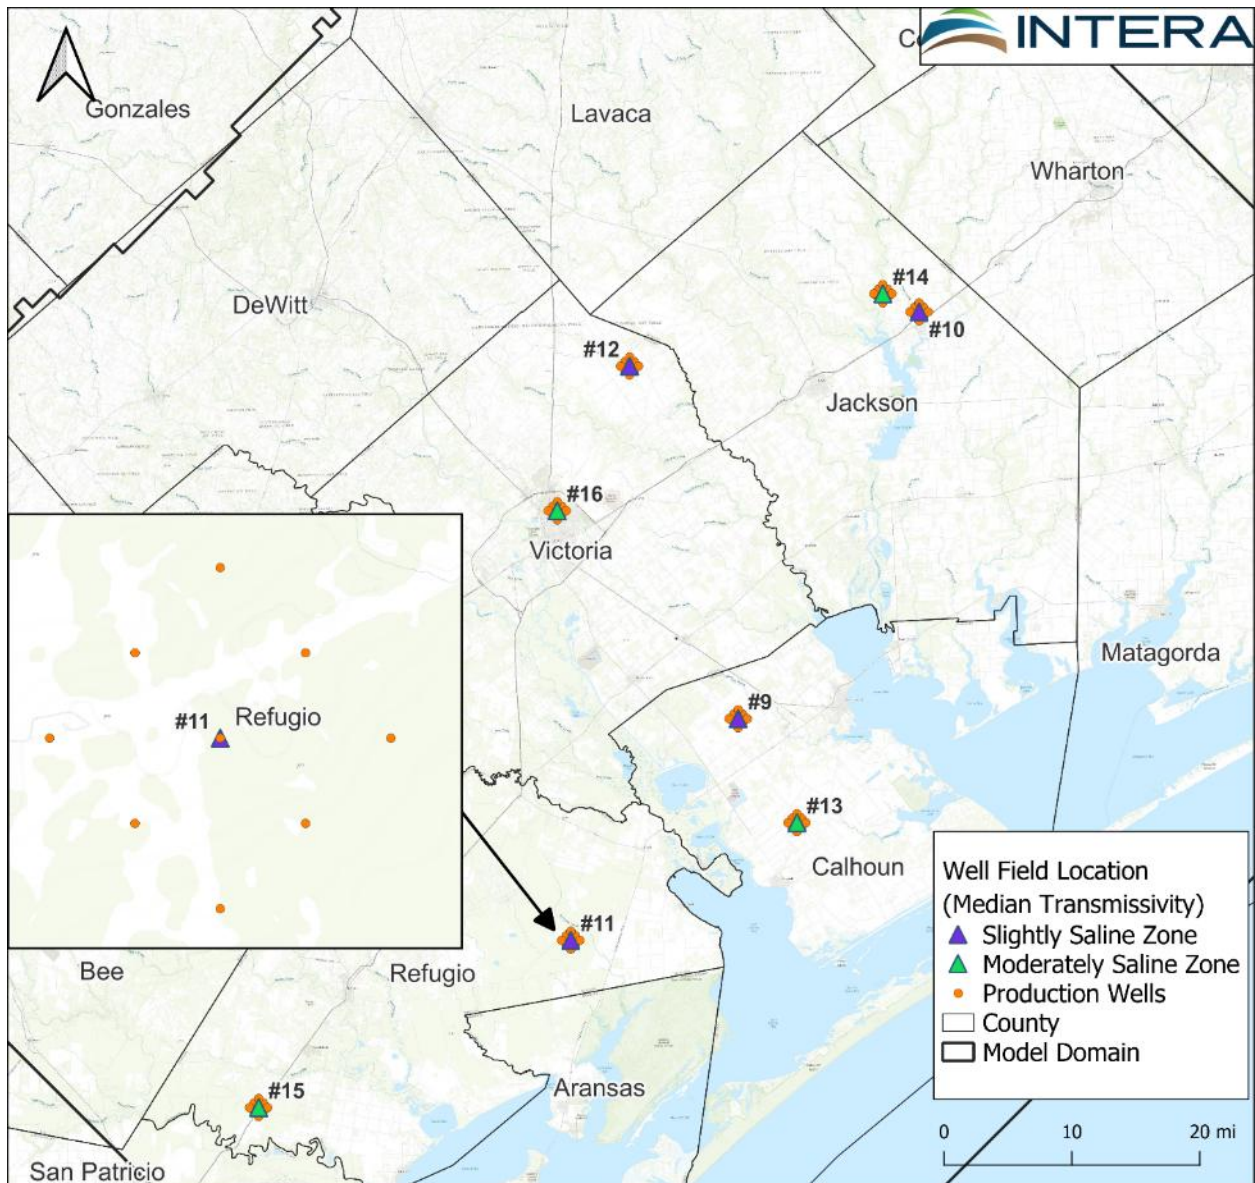 INTERA
Gonzales
Lavaca
Wharton
DeWitt
#14
#10
#12
Jackson
#16
Victoria
Matagorda
#11 Refugio
#9
#13
Calhoun
#11
Bee
Refugio
#15
Aransas
San Patricio
Well Field Location
(Median Transmissivity)
Slightly Saline Zone
Moderately Saline Zone
Production Wells
County
Model Domain
0 10 20 mi